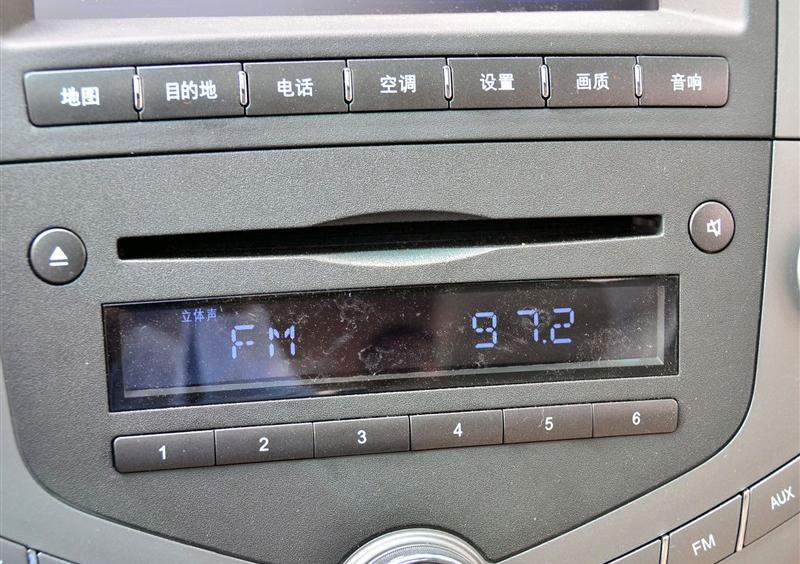 地图 目的地 电话 空调 设置 画质 音响
立体声
FM 97.2
1 2 3 4 5 6
AUX
FM